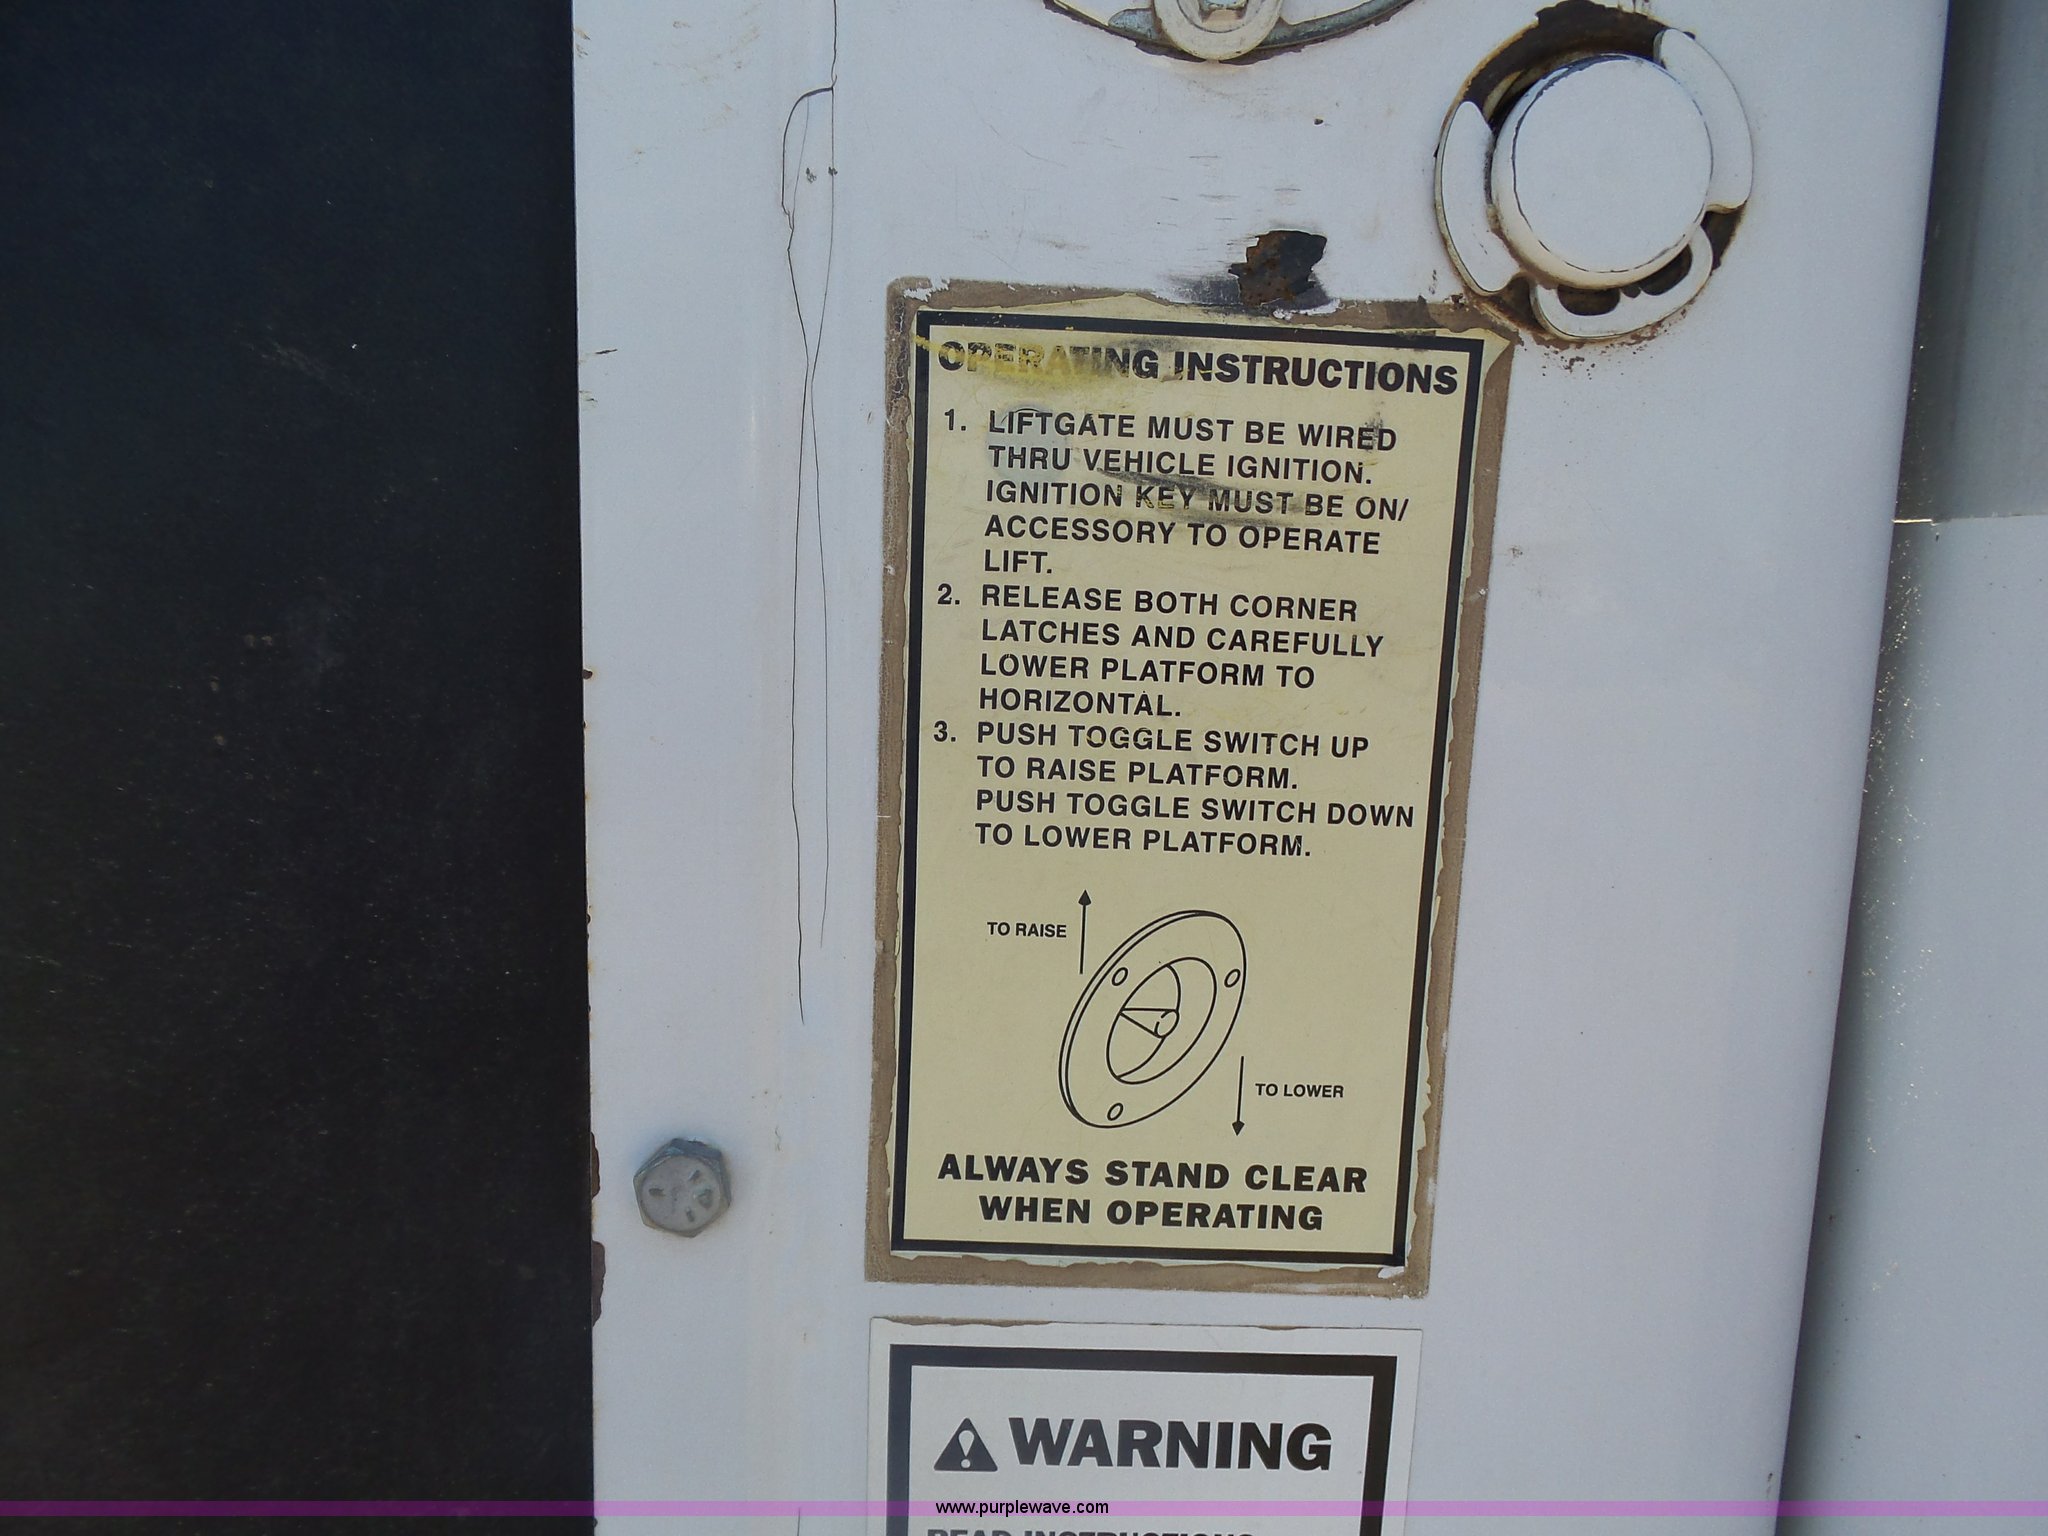 OPERATING INSTRUCTIONS
1. LIFTGATE MUST BE WIRED
THRU VEHICLE IGNITION.
IGNITION KEY MUST BE ON/
ACCESSORY TO OPERATE
LIFT.
2. RELEASE BOTH CORNER
LATCHES AND CAREFULLY
LOWER PLATFORM TO
HORIZONTAL.
3. PUSH TOGGLE SWITCH UP
TO RAISE PLATFORM.
PUSH TOGGLE SWITCH DOWN
TO LOWER PLATFORM.
TO RAISE
TO LOWER
ALWAYS STAND CLEAR
WHEN OPERATING
WARNING
www.purplewave.com
READ INSTRUCTIONS